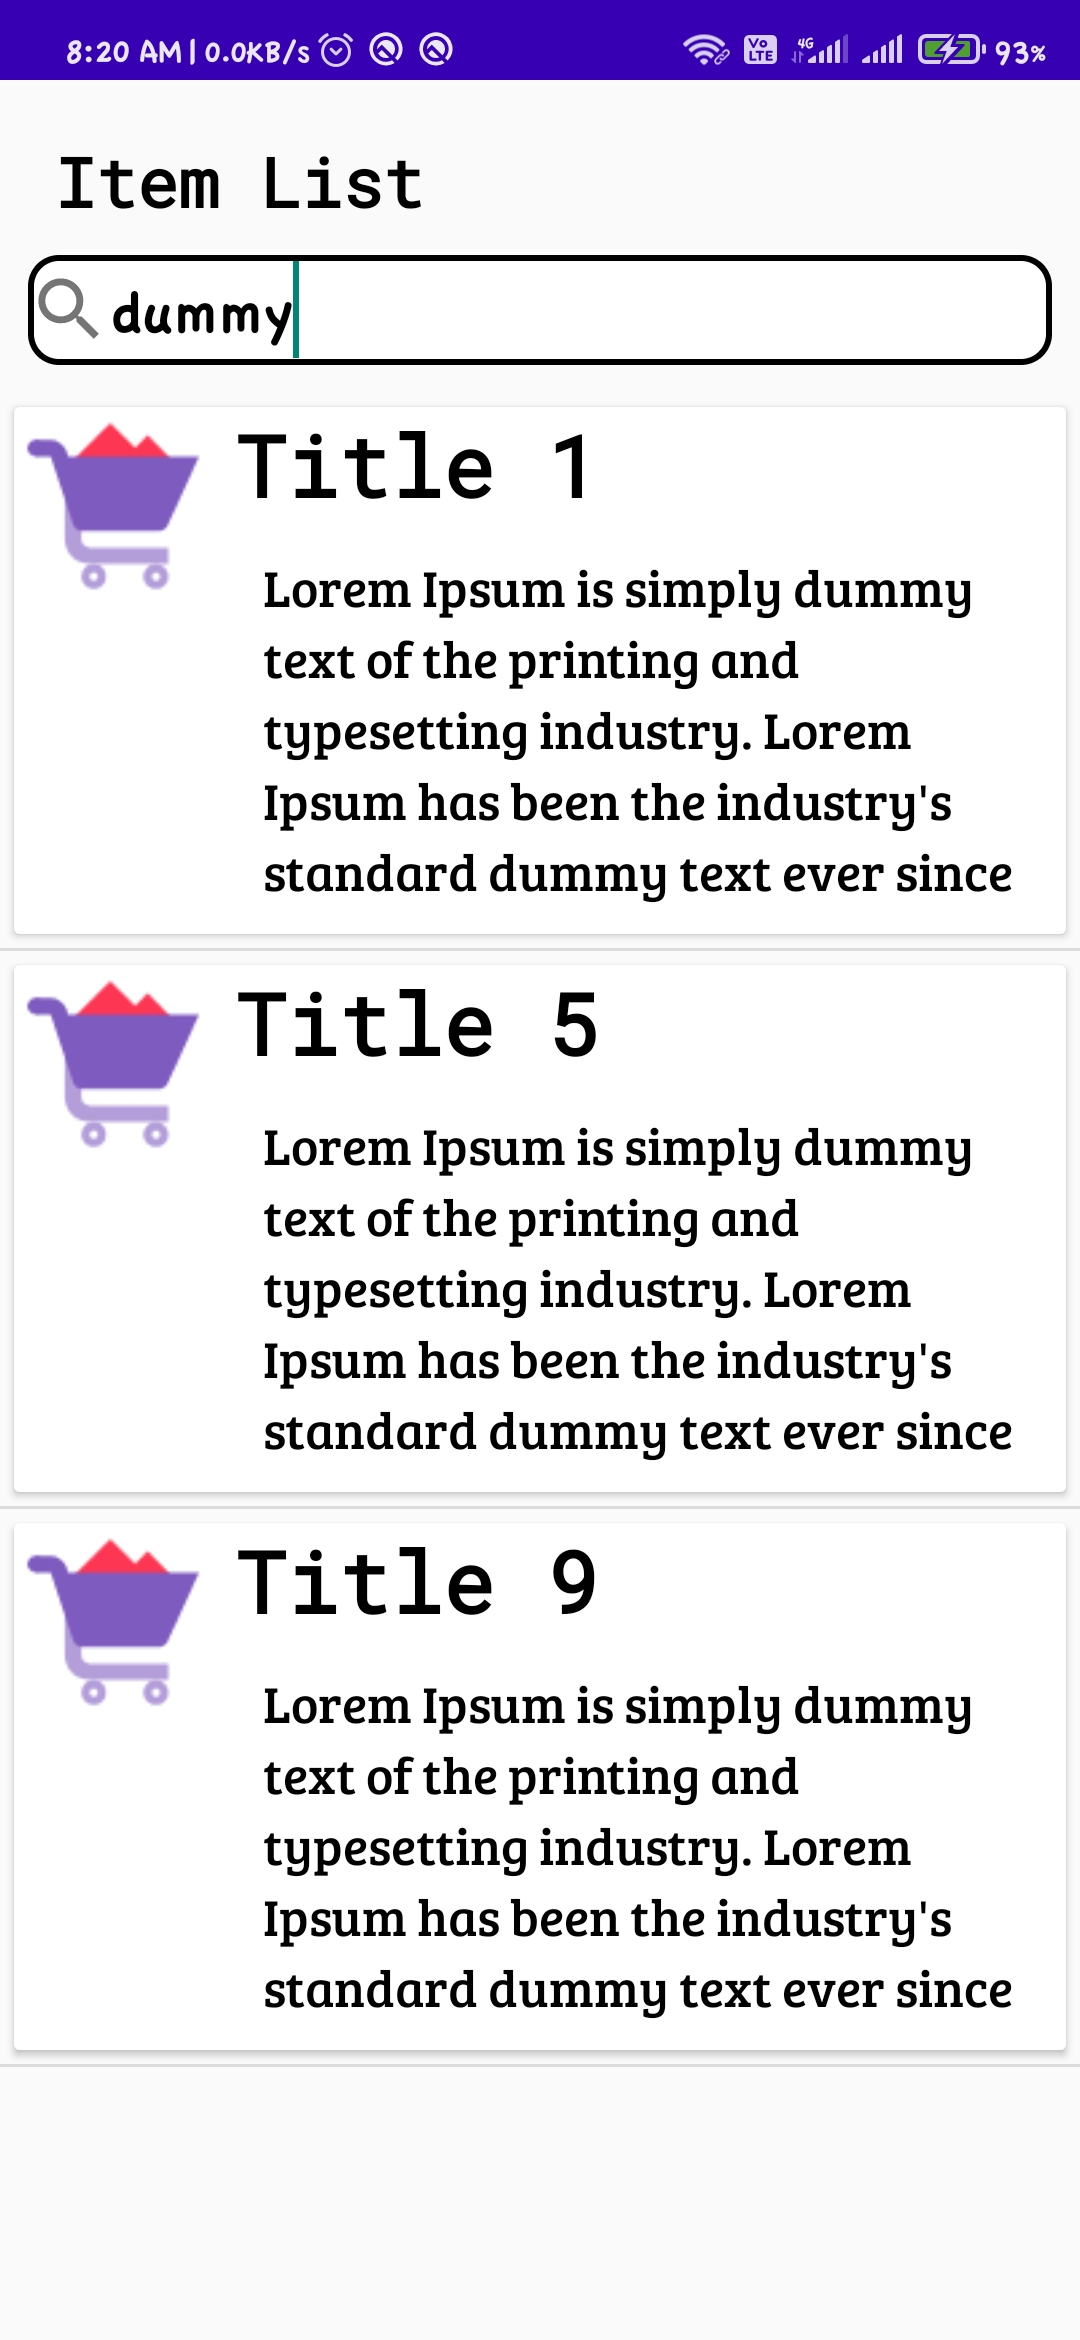 8:20 AM | 0.0KB/s Vo LTE 4G 93%
Item List
dummy
Title 1
Lorem Ipsum is simply dummy
text of the printing and
typesetting industry. Lorem
Ipsum has been the industry's
standard dummy text ever since
Title 5
Lorem Ipsum is simply dummy
text of the printing and
typesetting industry. Lorem
Ipsum has been the industry's
standard dummy text ever since
Title 9
Lorem Ipsum is simply dummy
text of the printing and
typesetting industry. Lorem
Ipsum has been the industry's
standard dummy text ever since